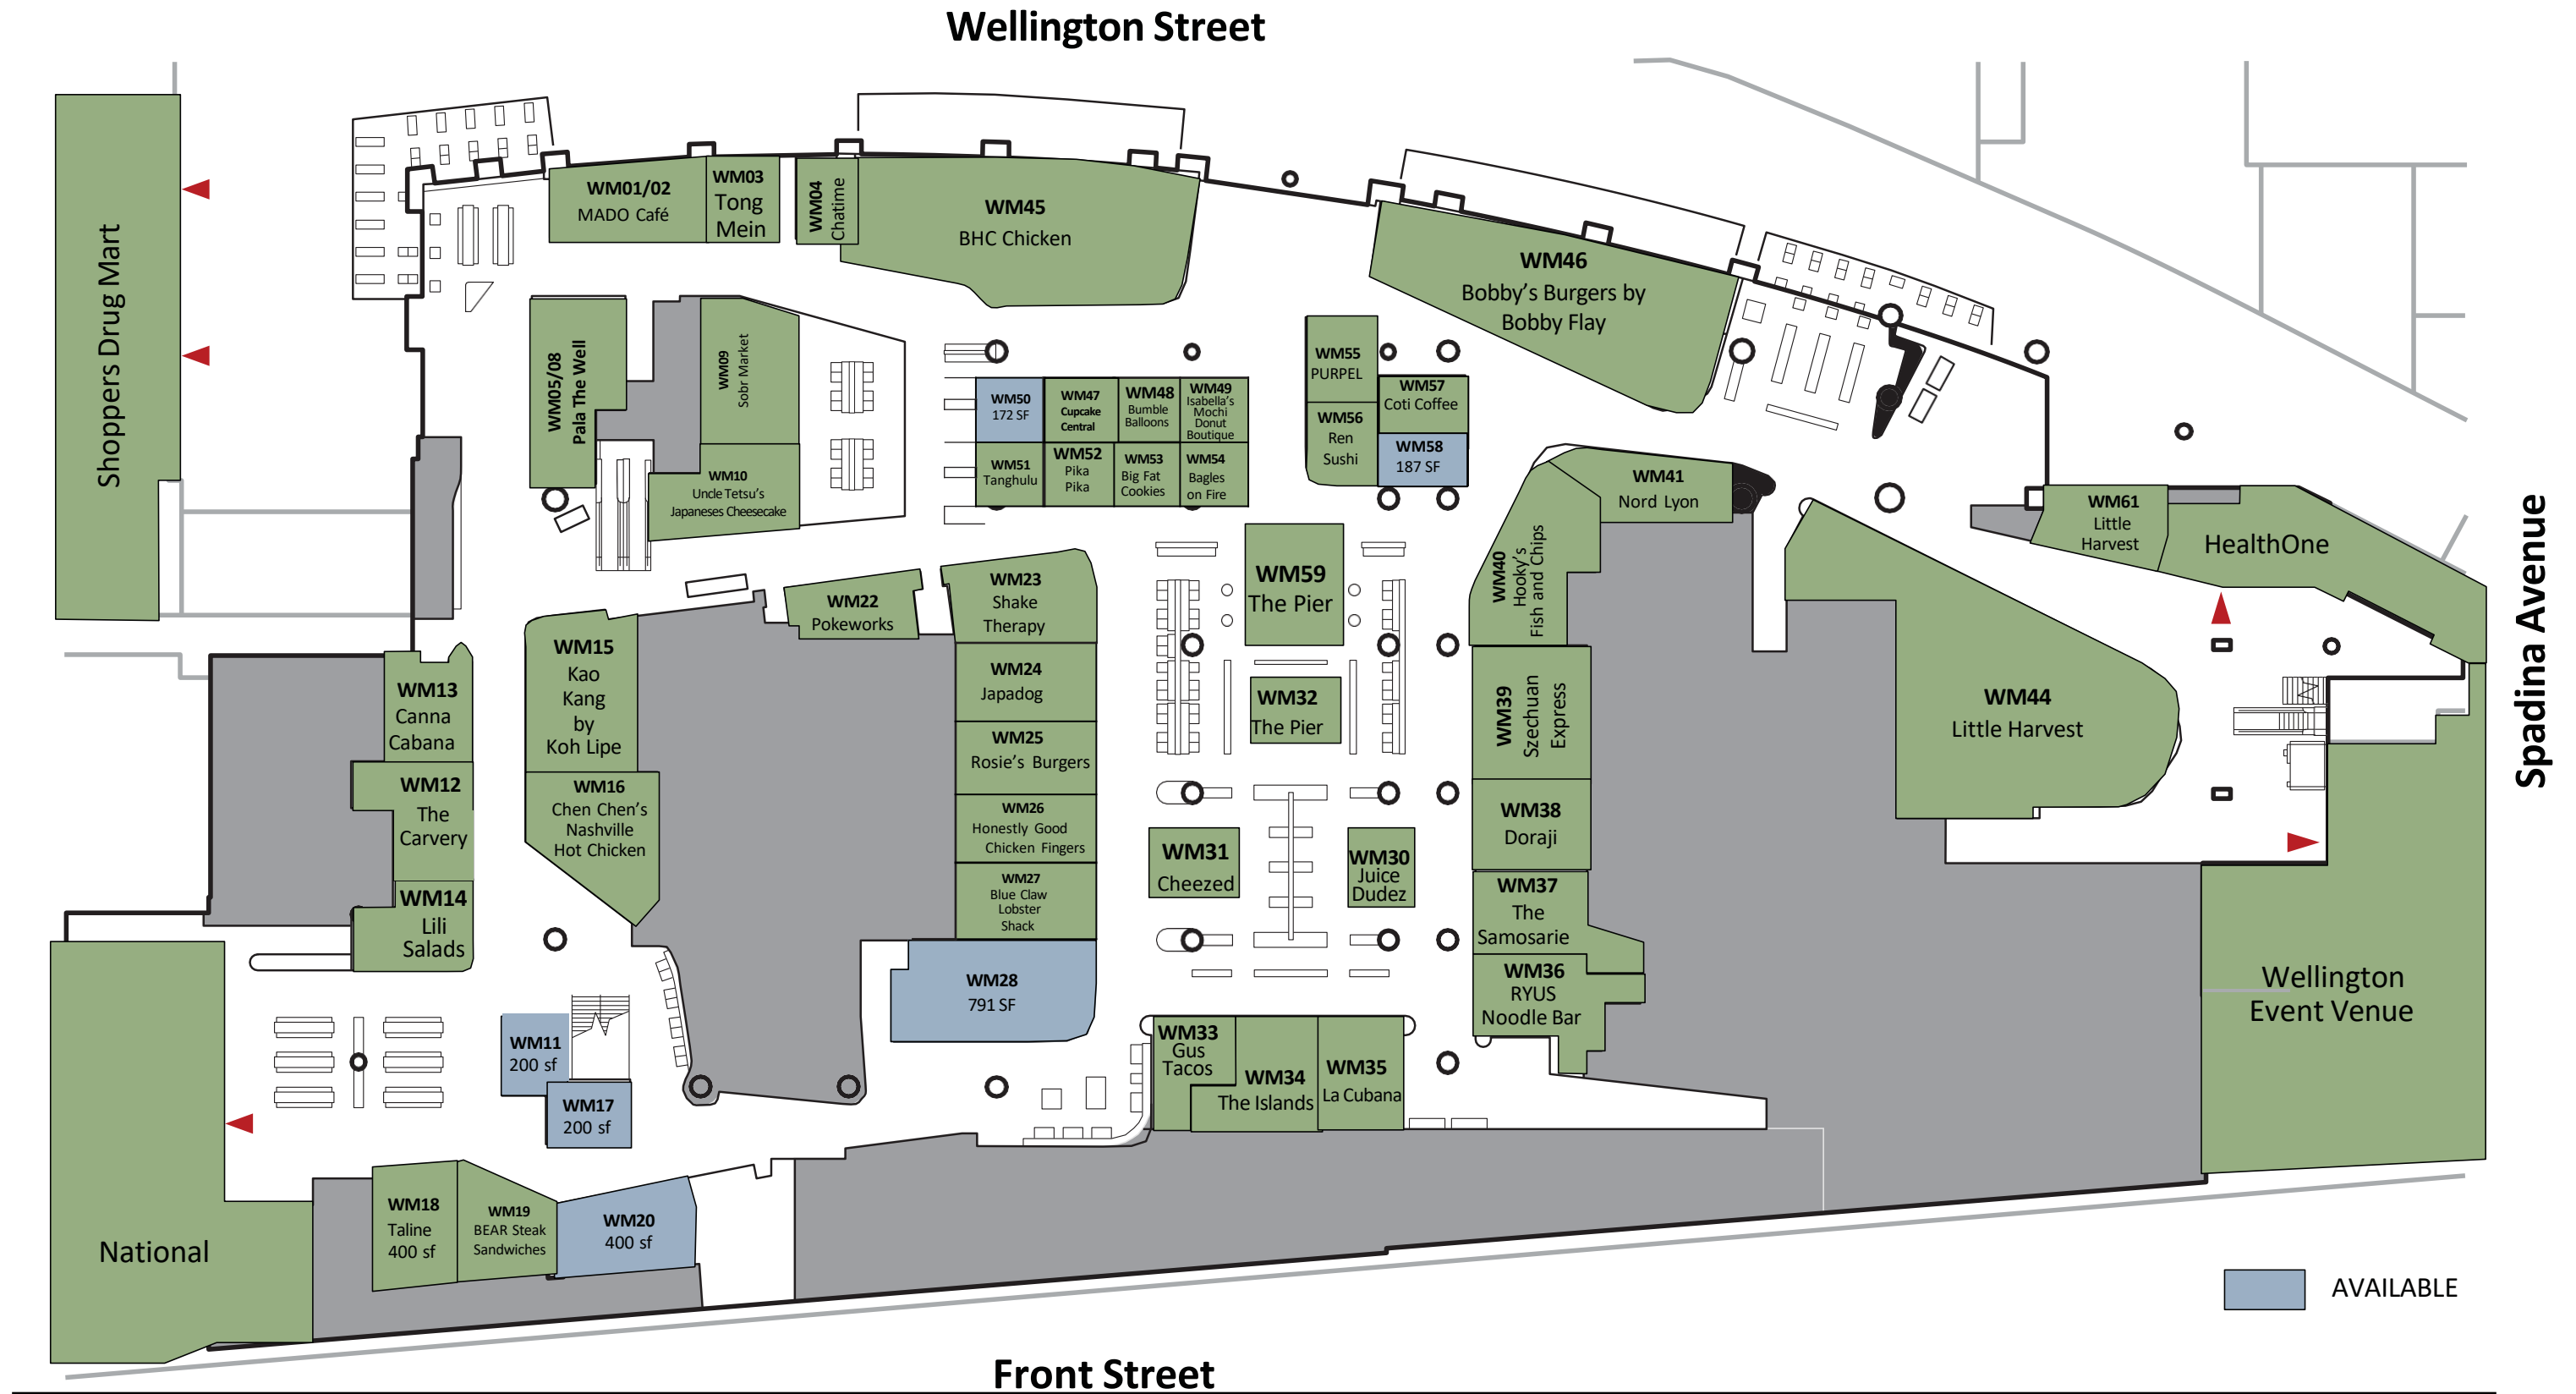 Wellington Street
Shoppers Drug Mart
WM01/02
MADO Café
WM03
Tong
Mein
WM04
Chatime
WM45
BHC Chicken
WM46
Bobby's Burgers by
Bobby Flay
WM05/08
Pala The Well
WM09
Sobr Market
WM10
Uncle Tetsu's
Japaneses Cheesecake
WM50
172 SF
WM47
Cupcake
Central
WM48
Bumble
Balloons
WM49
Isabella's
Mochi
Donut
Boutique
WM51
Tanghulu
WM52
Pika
Pika
WM53
Big Fat
Cookies
WM54
Bagles
on Fire
WM55
PURPEL
WM56
Ren
Sushi
WM57
Coti Coffee
WM58
187 SF
WM41
Nord Lyon
WM40
Hooky's
Fish and Chips
WM61
Little
Harvest
HealthOne
Spadina Avenue
WM59
The Pier
WM32
The Pier
WM22
Pokeworks
WM23
Shake
Therapy
WM24
Japadog
WM25
Rosie's Burgers
WM26
Honestly Good
Chicken Fingers
WM27
Blue Claw
Lobster
Shack
WM28
791 SF
WM15
Kao
Kang
by
Koh Lipe
WM16
Chen Chen's
Nashville
Hot Chicken
WM13
Canna
Cabana
WM12
The
Carvery
WM14
Lili
Salads
WM39
Szechuan
Express
WM38
Doraji
WM37
The
Samosarie
WM36
RYUS
Noodle Bar
WM44
Little Harvest
WM31
Cheezed
WM30
Juice
Dudez
WM33
Gus
Tacos
WM34
The Islands
WM35
La Cubana
Wellington
Event Venue
WM11
200 sf
WM17
200 sf
National
WM18
Taline
400 sf
WM19
BEAR Steak
Sandwiches
WM20
400 sf
AVAILABLE
Front Street